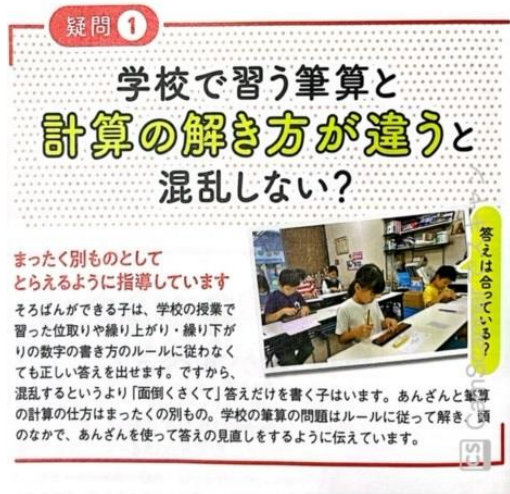 疑問 1
学校で習う筆算と
計算の解き方が違うと
混乱しない?
まったく別ものとして
とらえるように指導しています
そろばんができる子は、学校の授業で
習った位取りや繰り上がり・繰り下が
りの数字の書き方のルールに従わなく
ても正しい答えを出せます。ですから、
混乱するというより「面倒くさくて」答えだけを書く子はいます。あんざんと筆算
の計算の仕方はまったくの別もの。学校の筆算の問題はルールに従って解き、頭
のなかで、あんざんを使って答えの見直しをするように伝えています。
答えは合っている?
CS